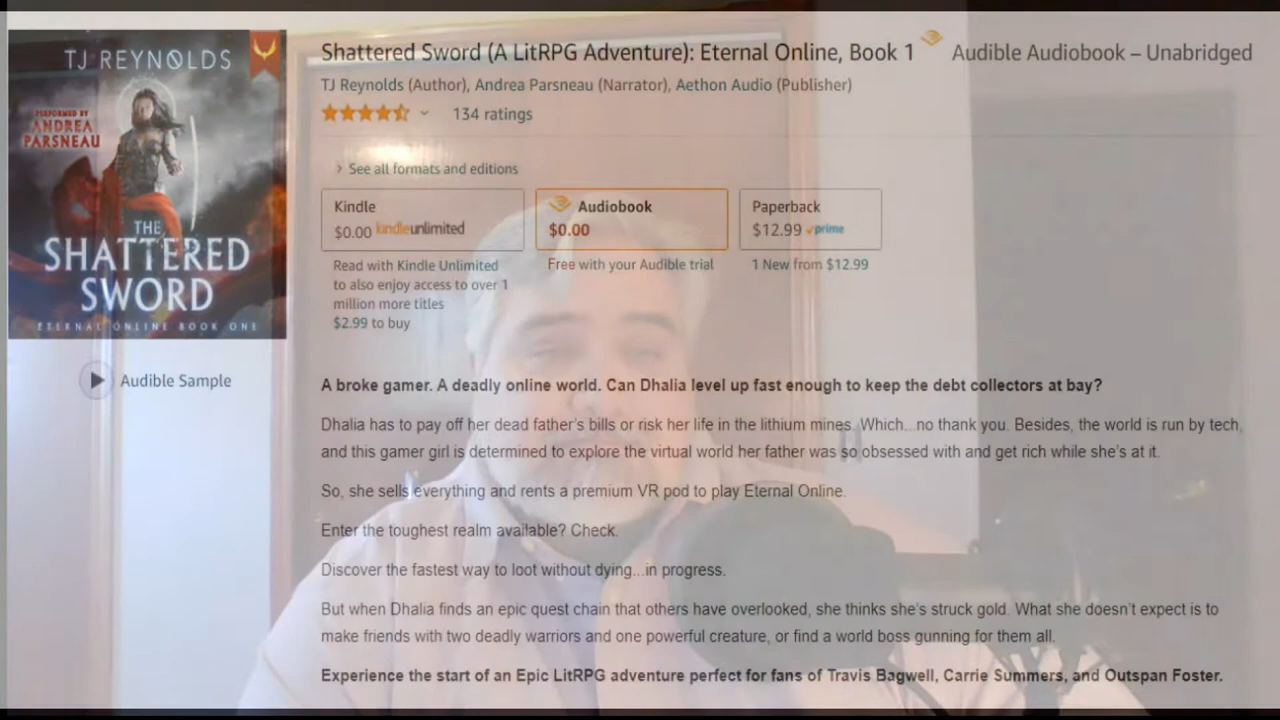 TJ REYNOLDS
PERFORMED BY
ANDREA
PARSNEAU
THE
SHATTERED
SWORD
ETERNAL ONLINE BOOK ONE
Audible Sample
Shattered Sword (A LitRPG Adventure): Eternal Online, Book 1 Audible Audiobook – Unabridged
TJ Reynolds (Author), Andrea Parsneau (Narrator), Aethon Audio (Publisher)
134 ratings
See all formats and editions
Kindle
$0.00 kindleunlimited
Read with Kindle Unlimited
to also enjoy access to over 1
million more titles
$2.99 to buy
Audiobook
$0.00
Free with your Audible trial
Paperback
$12.99 prime
1 New from $12.99
A broke gamer. A deadly online world. Can Dhalia level up fast enough to keep the debt collectors at bay?
Dhalia has to pay off her dead father's bills or risk her life in the lithium mines. Which...no thank you. Besides, the world is run by tech,
and this gamer girl is determined to explore the virtual world her father was so obsessed with and get rich while she's at it.
So, she sells everything and rents a premium VR pod to play Eternal Online.
Enter the toughest realm available? Check.
Discover the fastest way to loot without dying...in progress.
But when Dhalia finds an epic quest chain that others have overlooked, she thinks she's struck gold. What she doesn't expect is to
make friends with two deadly warriors and one powerful creature, or find a world boss gunning for them all.
Experience the start of an Epic LitRPG adventure perfect for fans of Travis Bagwell, Carrie Summers, and Outspan Foster.